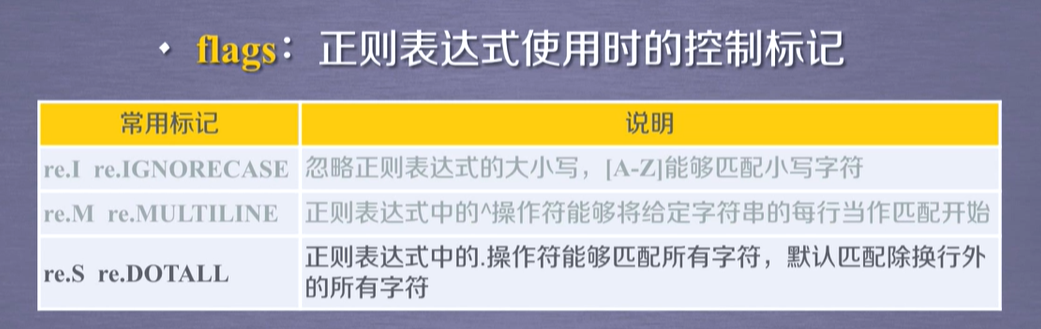 · flags：正则表达式使用时的控制标记
常用标记 说明
re.I re.IGNORECASE 忽略正则表达式的大小写，[A-Z]能够匹配小写字符
re.M re.MULTILINE 正则表达式中的^操作符能够将给定字符串的每行当作匹配开始
re.S re.DOTALL 正则表达式中的.操作符能够匹配所有字符，默认匹配除换行外
的所有字符